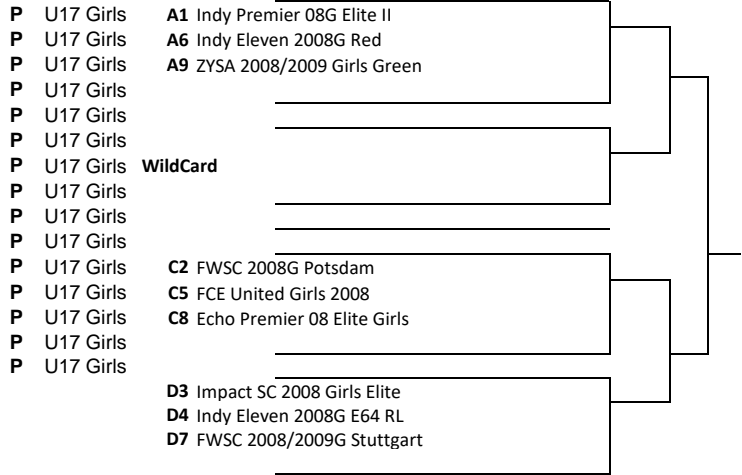 P U17 Girls A1 Indy Premier 08G Elite II
P U17 Girls A6 Indy Eleven 2008G Red
P U17 Girls A9 ZYSA 2008/2009 Girls Green
P U17 Girls
P U17 Girls
P U17 Girls
P U17 Girls WildCard
P U17 Girls
P U17 Girls
P U17 Girls
P U17 Girls C2 FWSC 2008G Potsdam
P U17 Girls C5 FCE United Girls 2008
P U17 Girls C8 Echo Premier 08 Elite Girls
P U17 Girls
P U17 Girls
D3 Impact SC 2008 Girls Elite
D4 Indy Eleven 2008G E64 RL
D7 FWSC 2008/2009G Stuttgart